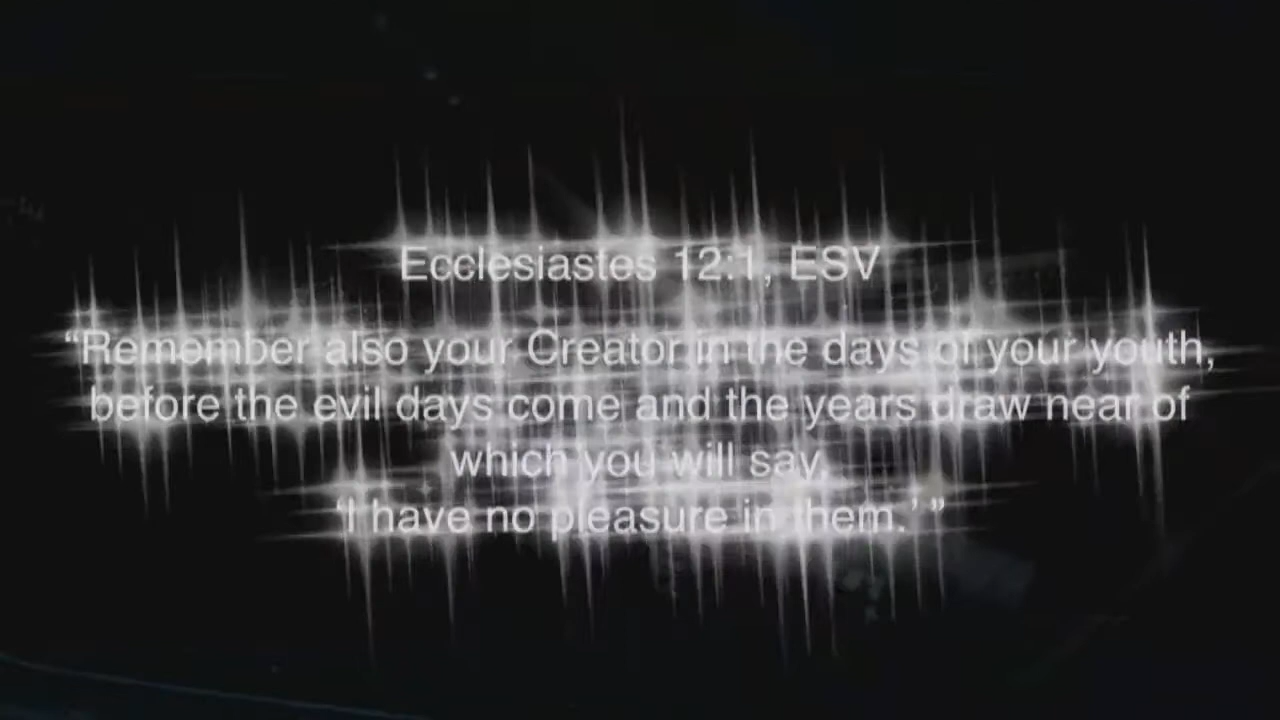 Ecclesiastes 12:1, ESV
“Remember also your Creator in the days of your youth,
before the evil days come and the years draw near of
which you will say,
‘I have no pleasure in them.’ ”